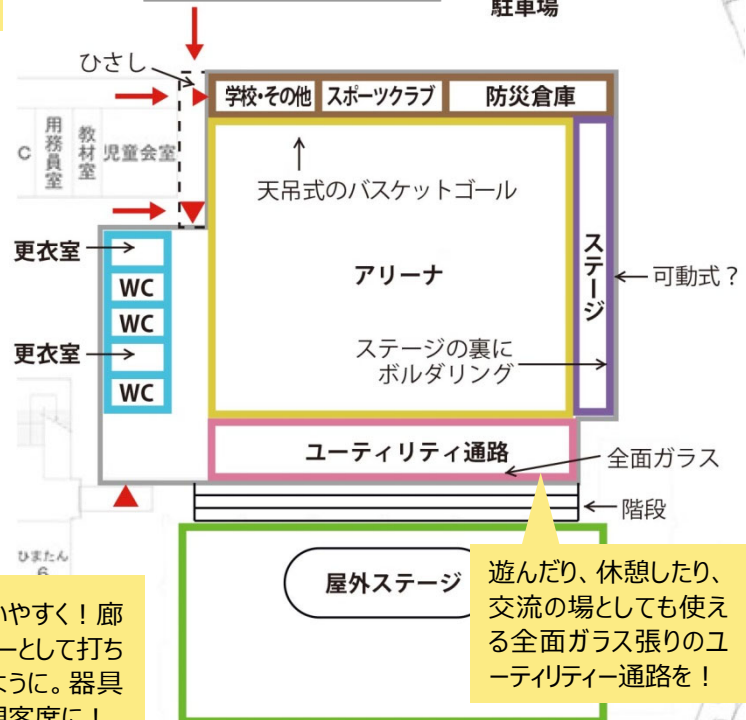 駐車場
ひさし
学校・その他
スポーツクラブ
防災倉庫
C
用務員室
教材室
児童会室
天吊式のバスケットゴール
更衣室
WC
WC
更衣室
WC
アリーナ
ステージ
可動式？
ステージの裏に
ボルダリング
ユーティリティ通路
全面ガラス
階段
ひまたん
6
屋外ステージ
遊んだり、休憩したり、
交流の場としても使え
る全面ガラス張りのユ
ーティリティー通路を！
いやすく！廊
ーとして打ち
ように。器具
観客席に！